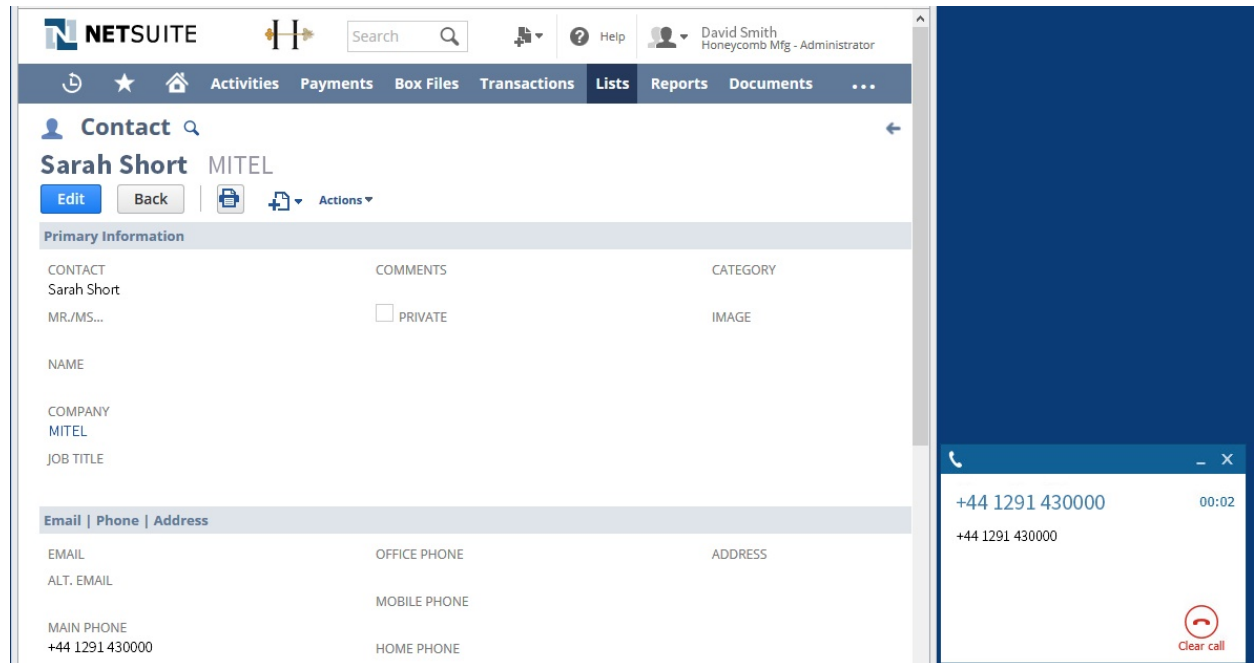 NETSUITE
Search
Help
David Smith
Honeycomb Mfg - Administrator
Activities Payments Box Files Transactions Lists Reports Documents ...
Contact
Sarah Short MITEL
Edit Back Actions
Primary Information
CONTACT COMMENTS CATEGORY
Sarah Short
MR./MS... PRIVATE IMAGE
NAME
COMPANY
MITEL
JOB TITLE
Email | Phone | Address
EMAIL OFFICE PHONE ADDRESS
ALT. EMAIL
MOBILE PHONE
MAIN PHONE
+44 1291 430000 HOME PHONE
+44 1291 430000 00:02
+44 1291 430000
Clear call